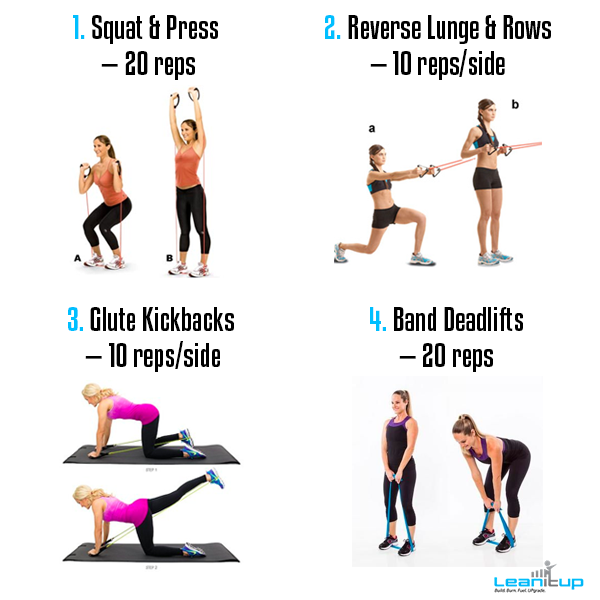 1. Squat & Press
– 20 reps
2. Reverse Lunge & Rows
– 10 reps/side
A
B
a
b
3. Glute Kickbacks
– 10 reps/side
STEP 1
STEP 2
4. Band Deadlifts
– 20 reps
Leanitup
Build. Burn. Fuel. Upgrade.